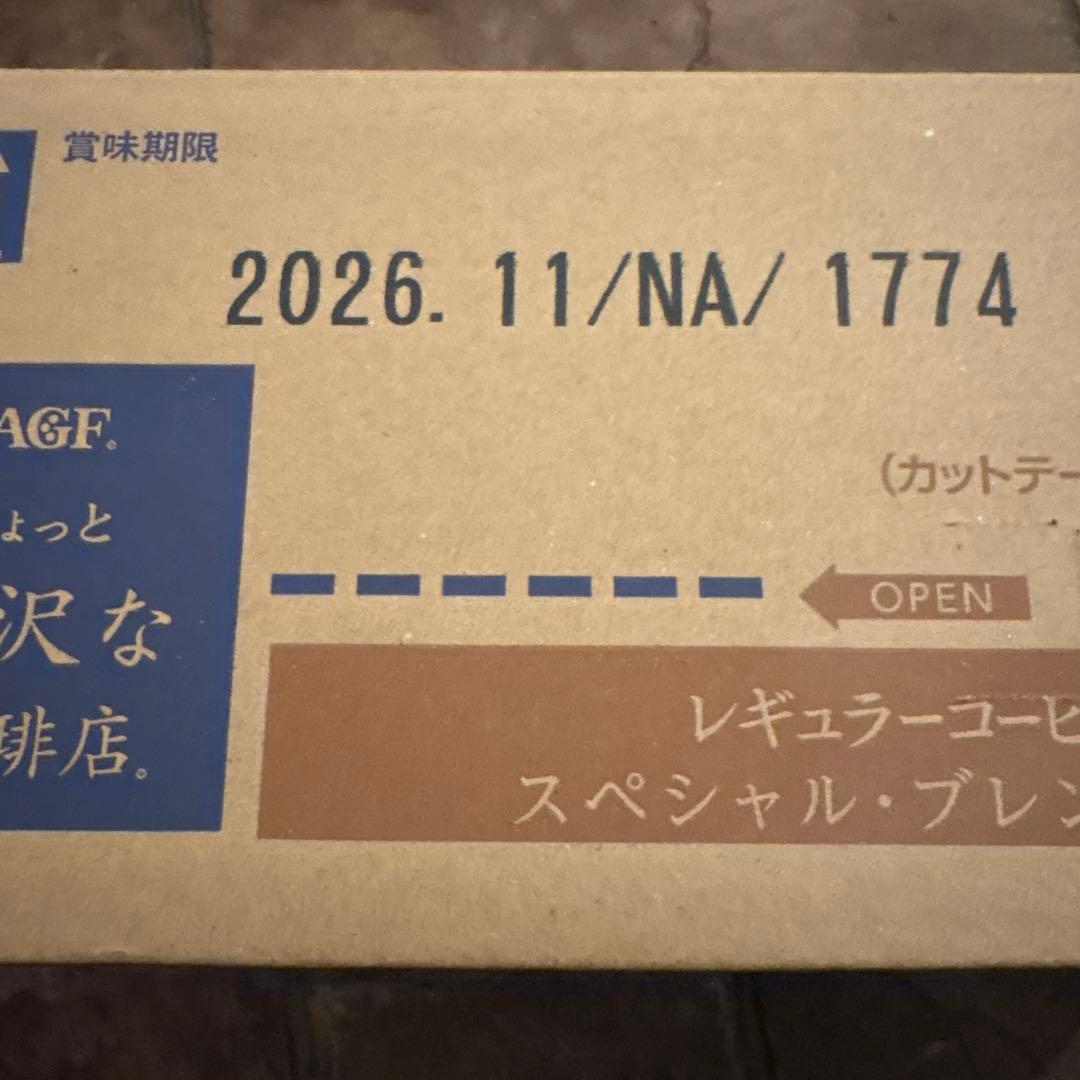 賞味期限
2026. 11/NA/ 1774
AGF®
ょっと
沢な
琲店。
(カットテー
OPEN
レギュラーコーヒ
スペシャル・ブレン